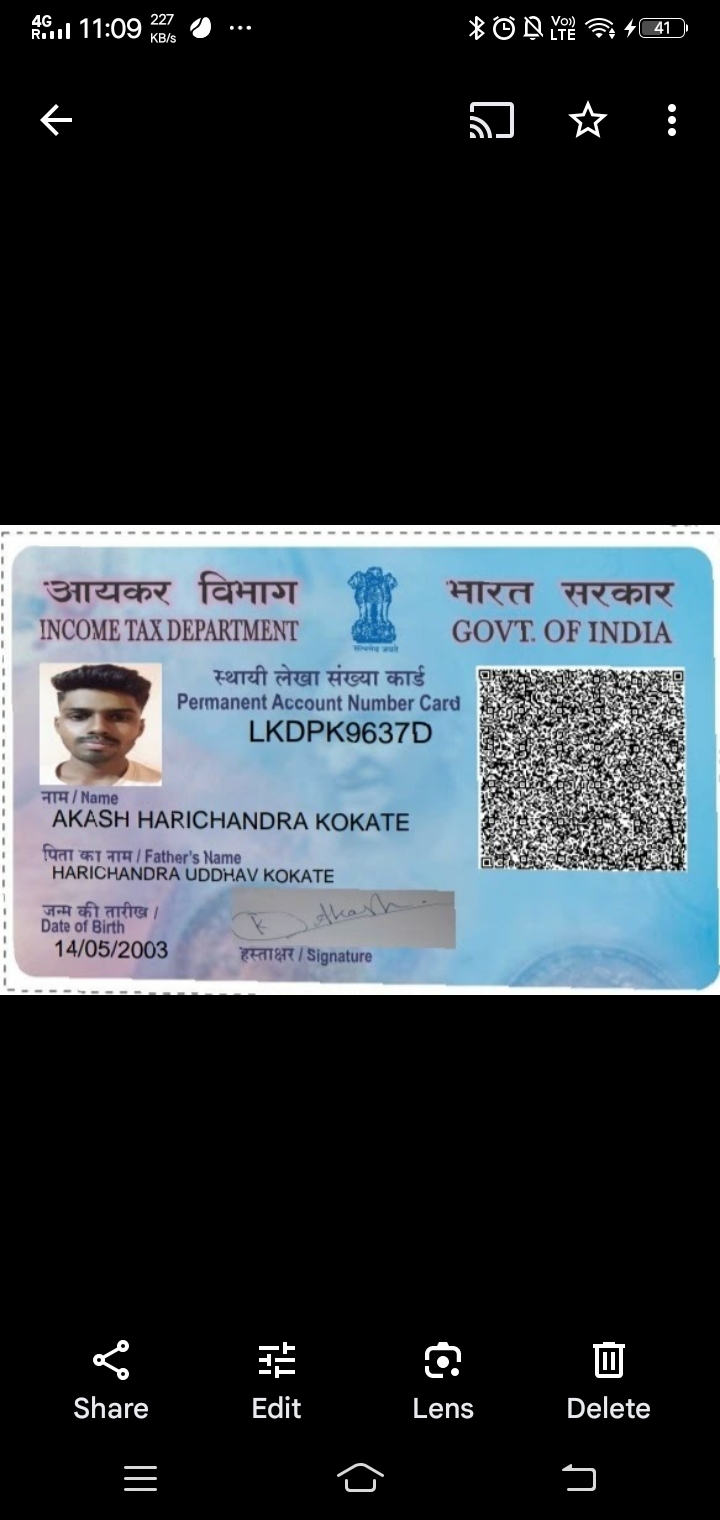 4G
R
11:09
227
KB/s
...
Vo))
LTE
41
आयकर विभाग
INCOME TAX DEPARTMENT
सत्यमेव जयते
भारत सरकार
GOVT. OF INDIA
स्थायी लेखा संख्या कार्ड
Permanent Account Number Card
LKDPK9637D
नाम / Name
AKASH HARICHANDRA KOKATE
पिता का नाम / Father's Name
HARICHANDRA UDDHAV KOKATE
जन्म की तारीख /
Date of Birth
14/05/2003
K Akash
हस्ताक्षर / Signature
Share
Edit
Lens
Delete